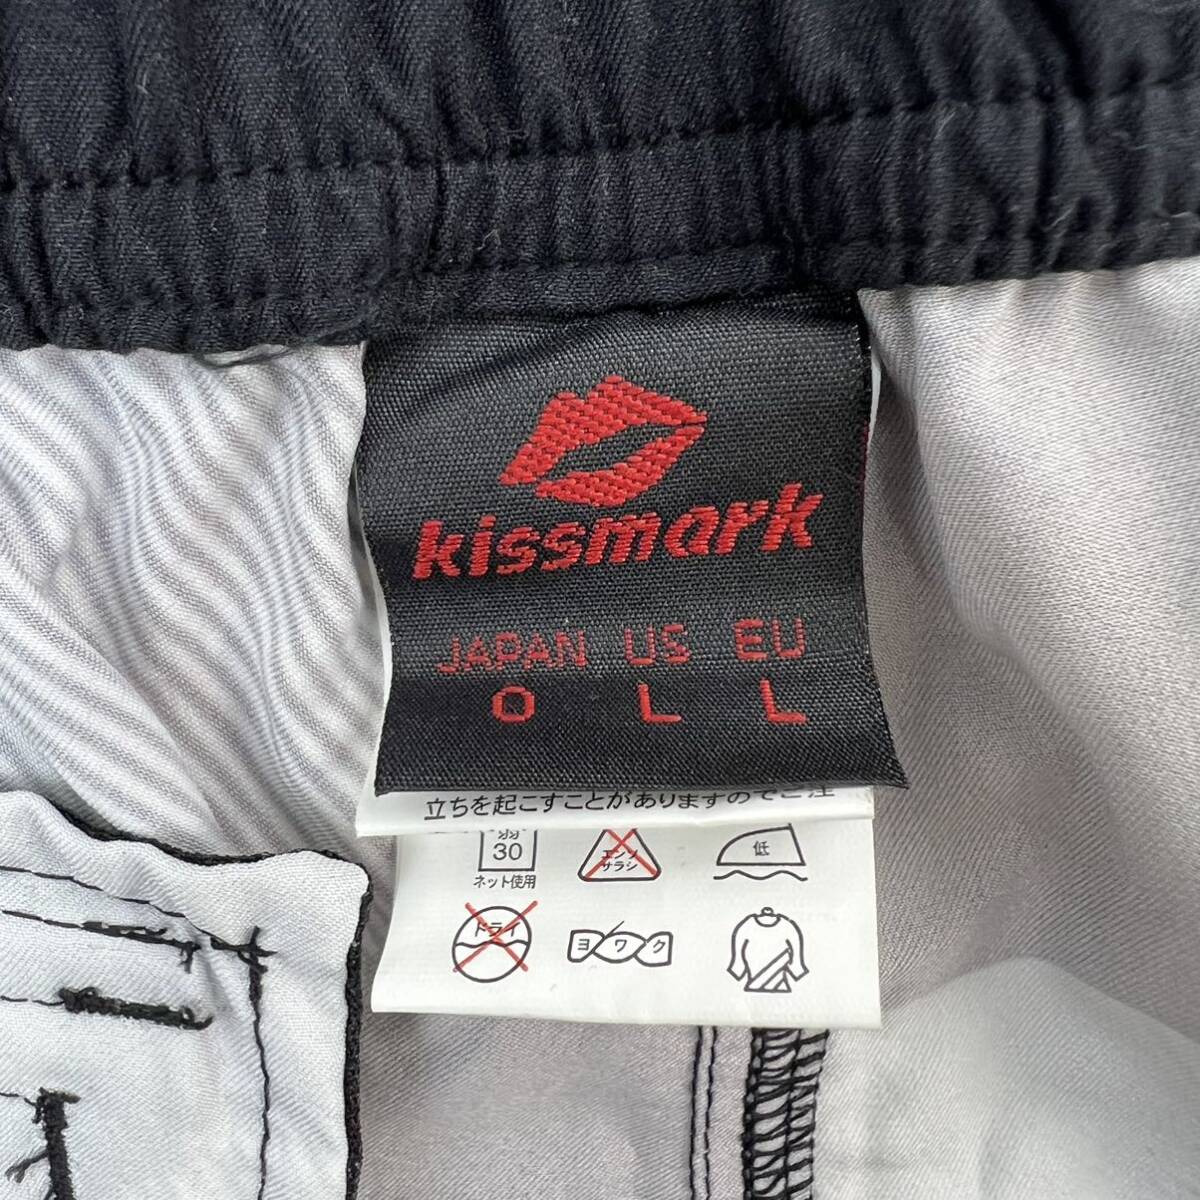 kissmark
JAPAN US EU
O L L
立ちを起こすことがありますのでご注
弱 エンソ 低
30 サラシ
ネット使用
ドライ ヨワク